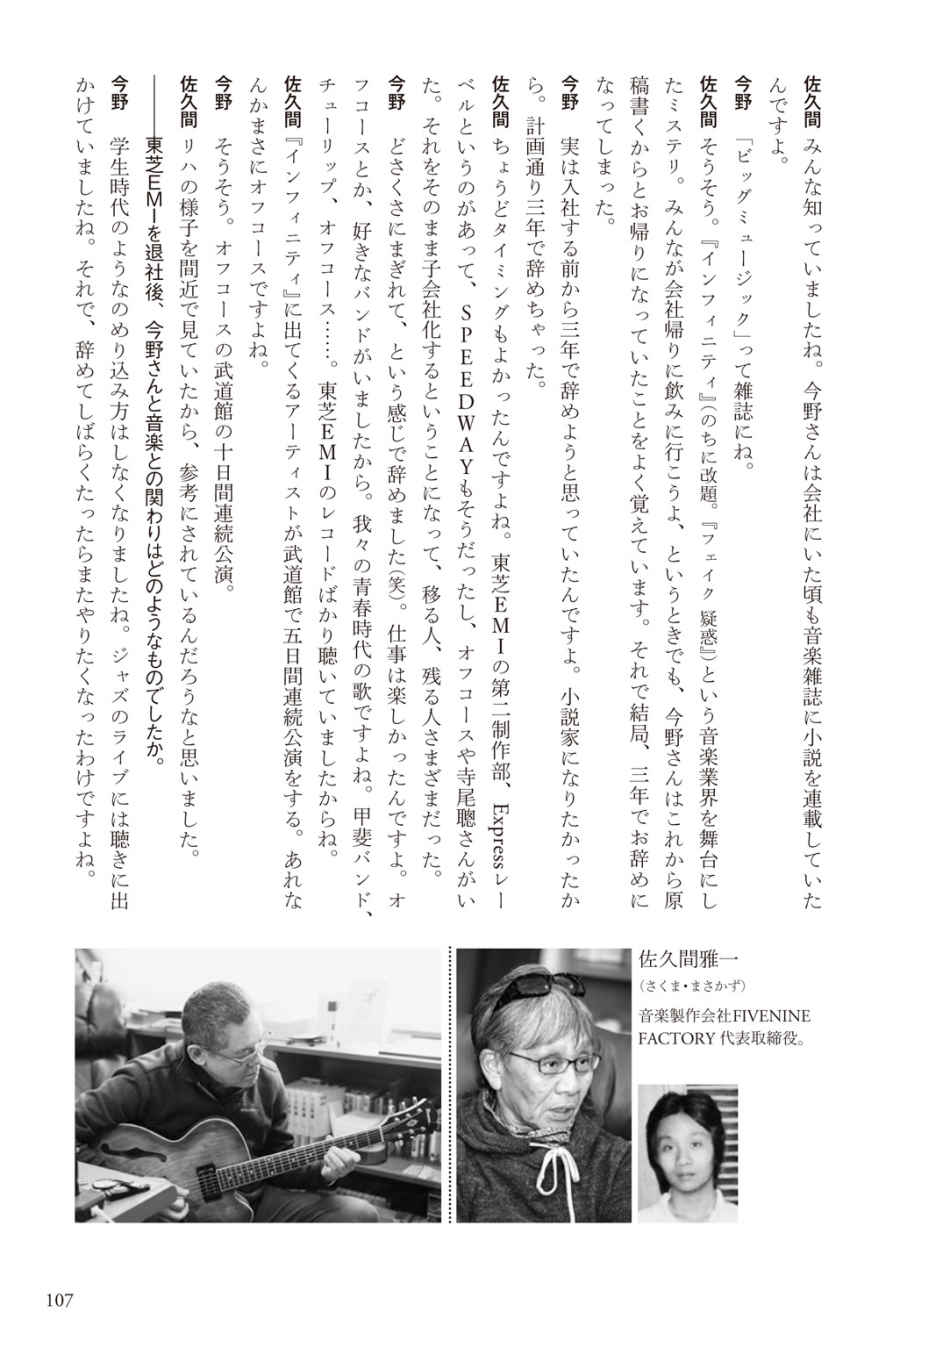 佐久間　みんな知っていましたね。今野さんは会社にいた頃も音楽雑誌に小説を連載していた
んですよ。
今野　「ビッグミュージック」って雑誌にね。
佐久間　そうそう。『インフィニティ』（のちに改題。『フェイク 疑惑』）という音楽業界を舞台にし
たミステリ。みんなが会社帰りに飲みに行こうよ、というときでも、今野さんはこれから原
稿書くからとお帰りになっていたことをよく覚えています。それで結局、三年でお辞めに
なってしまった。
今野　実は入社する前から三年で辞めようと思っていたんですよ。小説家になりたかったか
ら。計画通り三年で辞めちゃった。
佐久間　ちょうどタイミングもよかったんですよね。東芝EMIの第二制作部、Expressレー
ベルというのがあって、SPEEDWAYもそうだったし、オフコースや寺尾聰さんがい
た。それをそのまま子会社化するということになって、移る人、残る人さまざまだった。
今野　どさくさにまぎれて、という感じで辞めました（笑）。仕事は楽しかったんですよ。オ
フコースとか、好きなバンドがいましたから。我々の青春時代の歌ですよね。甲斐バンド、
チューリップ、オフコース……。東芝EMIのレコードばかり聴いていましたからね。
佐久間　『インフィニティ』に出てくるアーティストが武道館で五日間連続公演をする。あれな
んかまさにオフコースですよね。
今野　そうそう。オフコースの武道館の十日間連続公演。
佐久間　リハの様子を間近で見ていたから、参考にされているんだろうなと思いました。
――東芝EMIを退社後、今野さんと音楽との関わりはどのようなものでしたか。
今野　学生時代のようなのめり込み方はしなくなりましたね。ジャズのライブには聴きに出
かけていましたね。それで、辞めてしばらくたったらまたやりたくなったわけですよね。
佐久間雅一
（さくま・まさかず）
音楽製作会社FIVENINE
FACTORY 代表取締役。
107